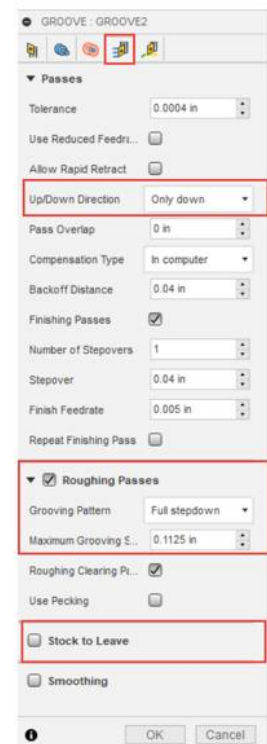 GROOVE : GROOVE2
Passes
Tolerance 0.0004 in
Use Reduced Feedra...
Allow Rapid Retract
Up/Down Direction Only down
Pass Overlap 0 in
Compensation Type In computer
Backoff Distance 0.04 in
Finishing Passes
Number of Stepovers 1
Stepover 0.04 in
Finish Feedrate 0.005 in
Repeat Finishing Pass
Roughing Passes
Grooving Pattern Full stepdown
Maximum Grooving S... 0.1125 in
Roughing Clearing Pa...
Use Pecking
Stock to Leave
Smoothing
OK Cancel